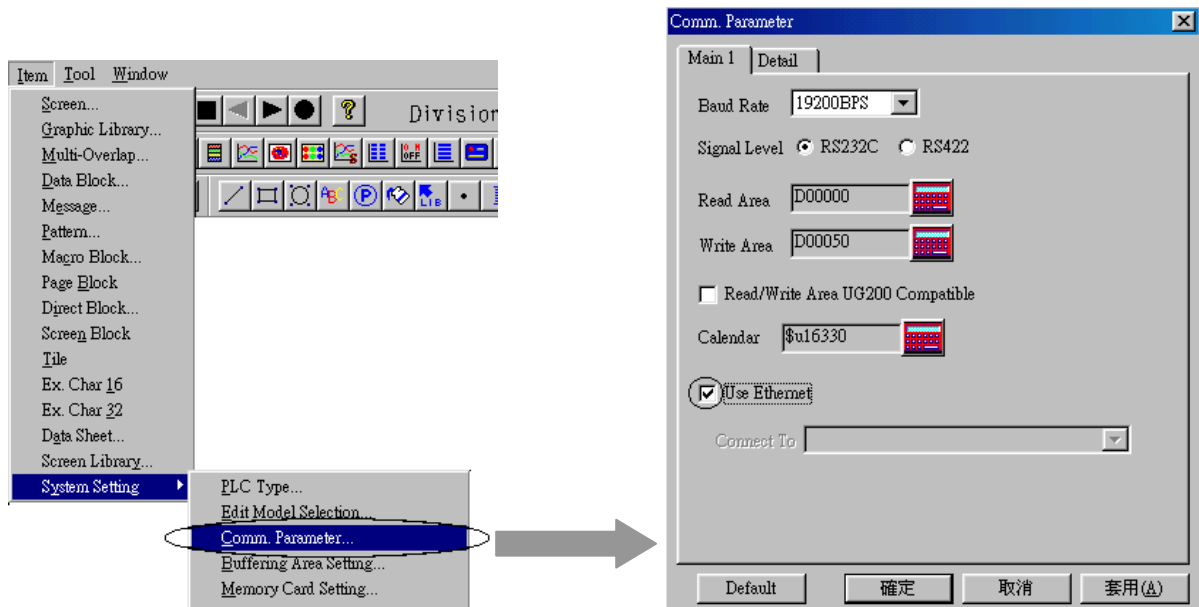 Item Tool Window
Division
Screen...
Graphic Library...
Multi-Overlap...
Data Block...
Message...
Pattern...
Macro Block...
Page Block
Direct Block...
Screen Block
Tile
Ex. Char 16
Ex. Char 32
Data Sheet...
Screen Library...
System Setting
OFF
ABC
P
LIB
PLC Type...
Edit Model Selection...
Comm. Parameter...
Buffering Area Setting...
Memory Card Setting...
Comm. Parameter
Main 1 Detail
Baud Rate 19200BPS
Signal Level RS232C RS422
Read Area D00000
Write Area D00050
Read/Write Area UG200 Compatible
Calendar $u16330
Use Ethernet
Connect To
Default 確定 取消 套用(A)